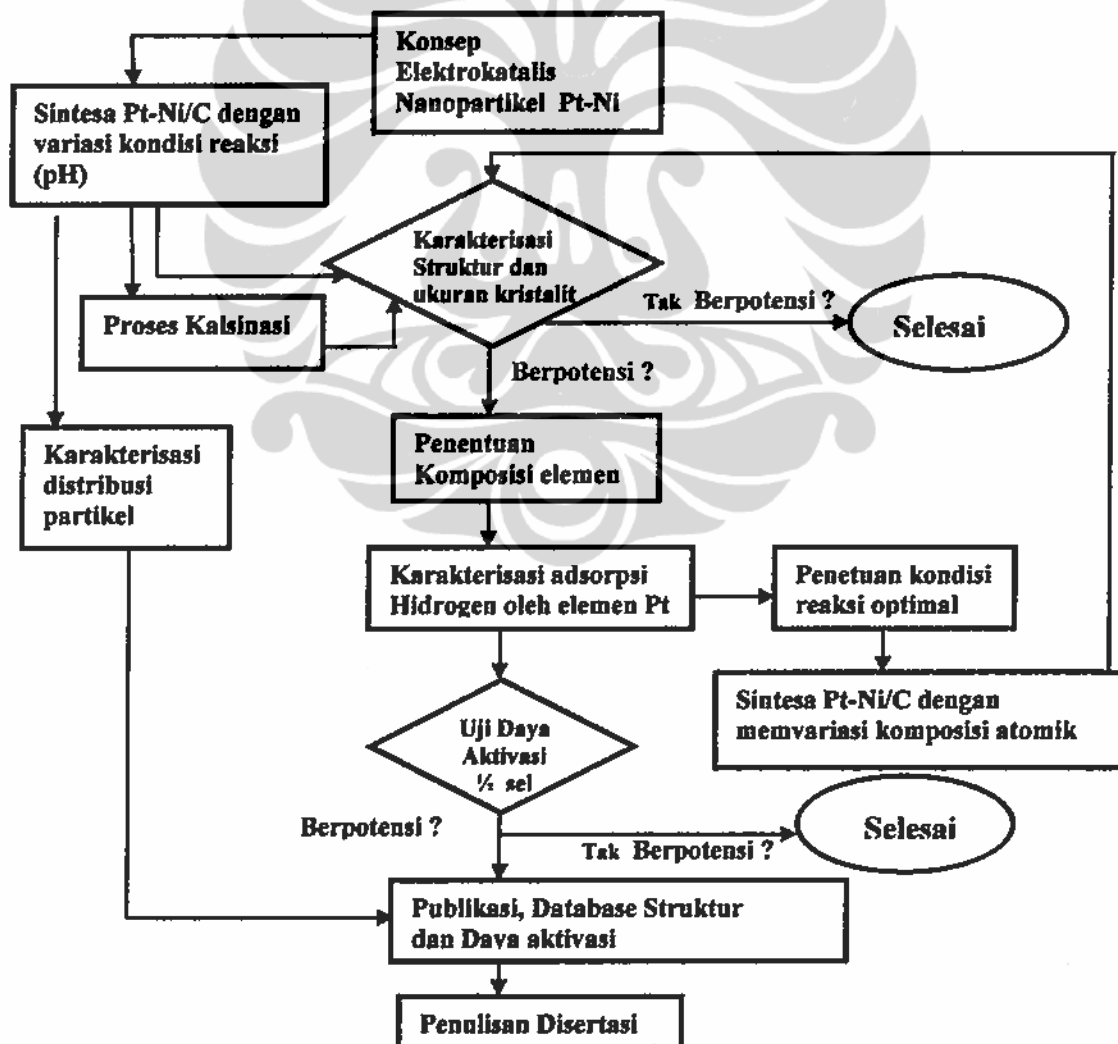 Konsep
Elektrokatalis
Nanopartikel Pt-Ni
Sintesa Pt-Ni/C dengan
variasi kondisi reaksi
(pH)
Karakterisasi
Struktur dan
ukuran kristalit
Tak Berpotensi ?
Selesai
Proses Kalsinasi
Berpotensi ?
Karakterisasi
distribusi
partikel
Penentuan
Komposisi elemen
Karakterisasi adsorpsi
Hidrogen oleh elemen Pt
Penetuan kondisi
reaksi optimal
Sintesa Pt-Ni/C dengan
memvariasi komposisi atomik
Uji Daya
Aktivasi
½ sel
Berpotensi ?
Tak Berpotensi ?
Selesai
Publikasi, Database Struktur
dan Daya aktivasi
Penulisan Disertasi